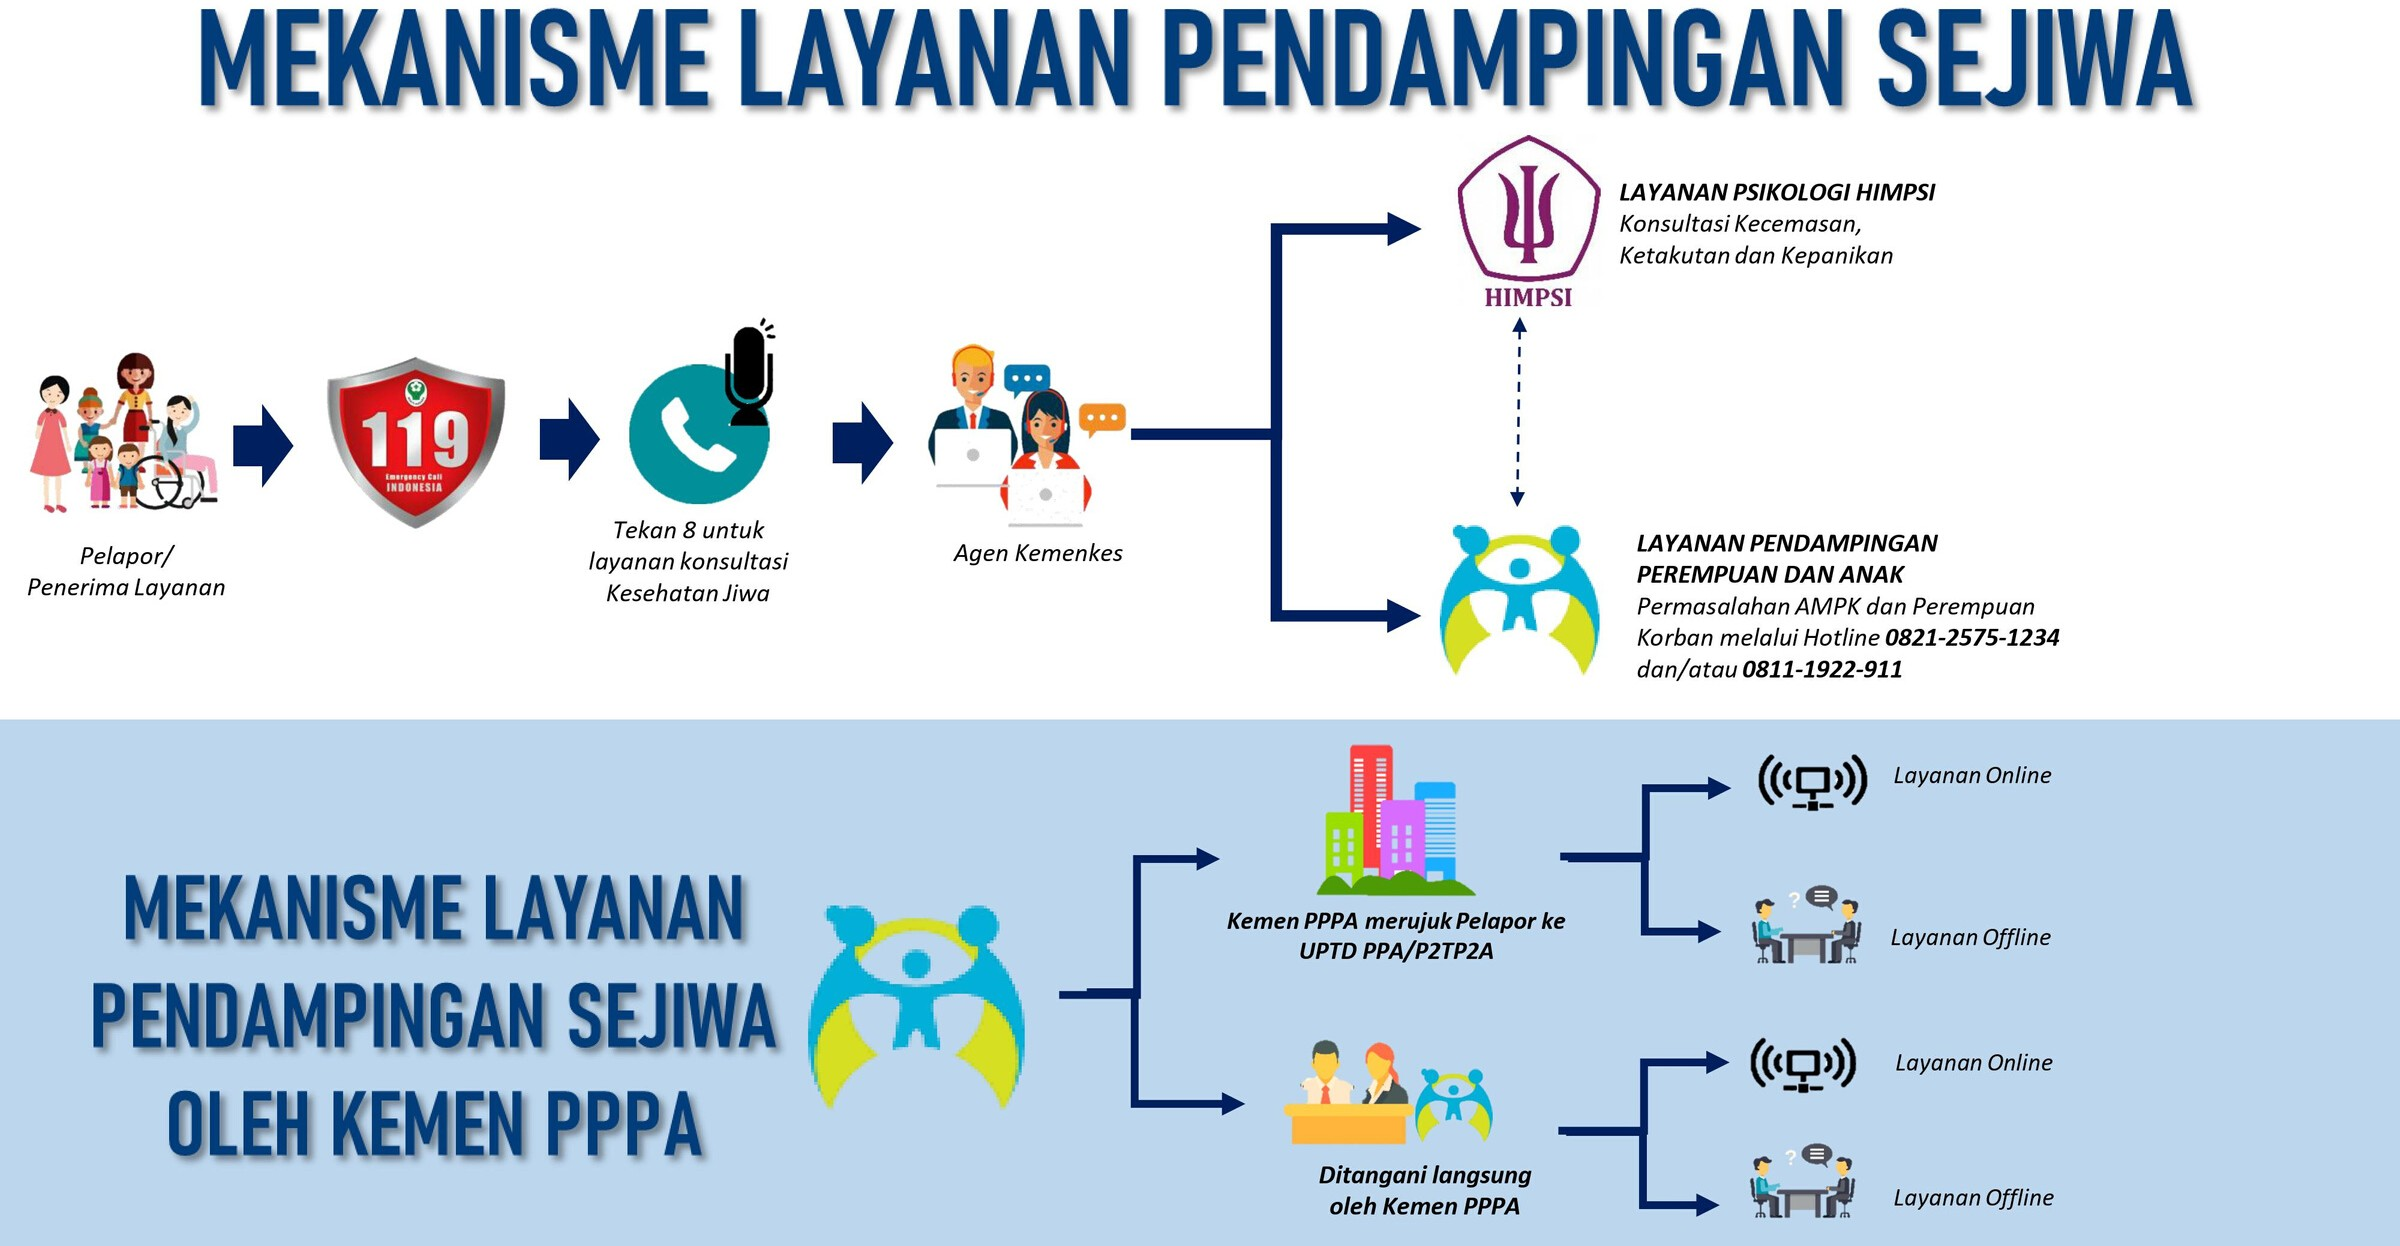 MEKANISME LAYANAN PENDAMPINGAN SEJIWA
Pelapor/
Penerima Layanan
119
Emergency Call
INDONESIA
Tekan 8 untuk
layanan konsultasi
Kesehatan Jiwa
Agen Kemenkes
HIMPSI
LAYANAN PSIKOLOGI HIMPSI
Konsultasi Kecemasan,
Ketakutan dan Kepanikan
LAYANAN PENDAMPINGAN
PEREMPUAN DAN ANAK
Permasalahan AMPK dan Perempuan
Korban melalui Hotline 0821-2575-1234
dan/atau 0811-1922-911
MEKANISME LAYANAN
PENDAMPINGAN SEJIWA
OLEH KEMEN PPPA
Kemen PPPA merujuk Pelapor ke
UPTD PPA/P2TP2A
Layanan Online
Layanan Offline
Ditangani langsung
oleh Kemen PPPA
Layanan Online
Layanan Offline